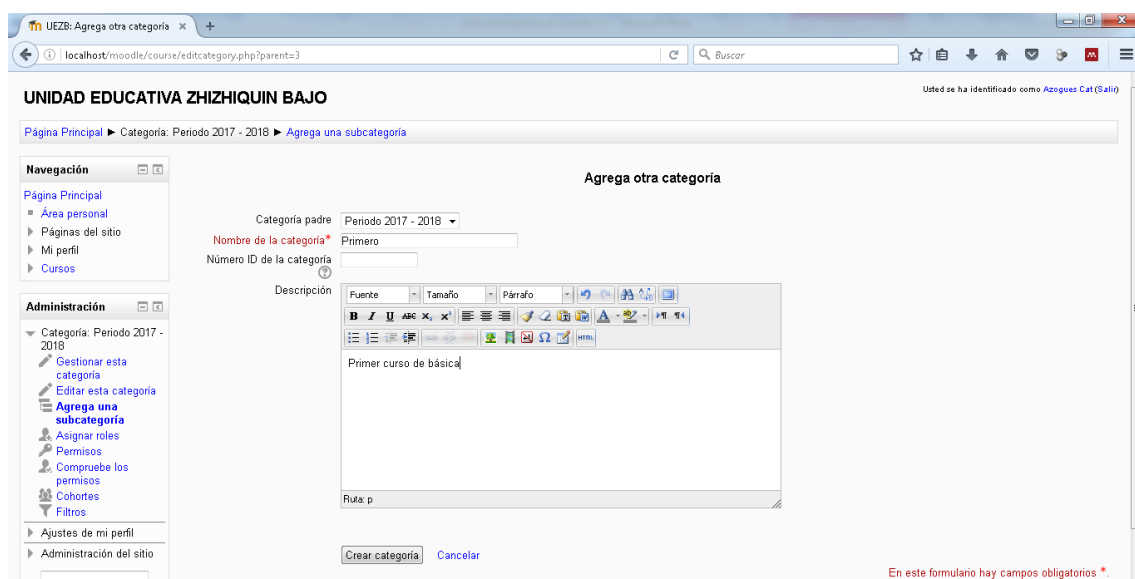 UEZB: Agrega otra categoría
localhost/moodle/course/editcategory.php?parent=3
Buscar
UNIDAD EDUCATIVA ZHIZHIQUIN BAJO
Usted se ha identificado como Azogues Cat (Salir)
Página Principal ► Categoría: Periodo 2017 - 2018 ► Agrega una subcategoría
Navegación
Página Principal
Área personal
Páginas del sitio
Mi perfil
Cursos
Administración
Categoría: Periodo 2017 -
2018
Gestionar esta
categoría
Editar esta categoría
Agrega una
subcategoría
Asignar roles
Permisos
Compruebe los
permisos
Cohortes
Filtros
Ajustes de mi perfil
Administración del sitio
Agrega otra categoría
Categoría padre Periodo 2017 - 2018
Nombre de la categoría* Primero
Número ID de la categoría
Descripción
Fuente Tamaño Párrafo
B I U ABC X₂ X² A ab
Ω HTML
Primer curso de básica
Ruta: p
Crear categoría Cancelar
En este formulario hay campos obligatorios *.